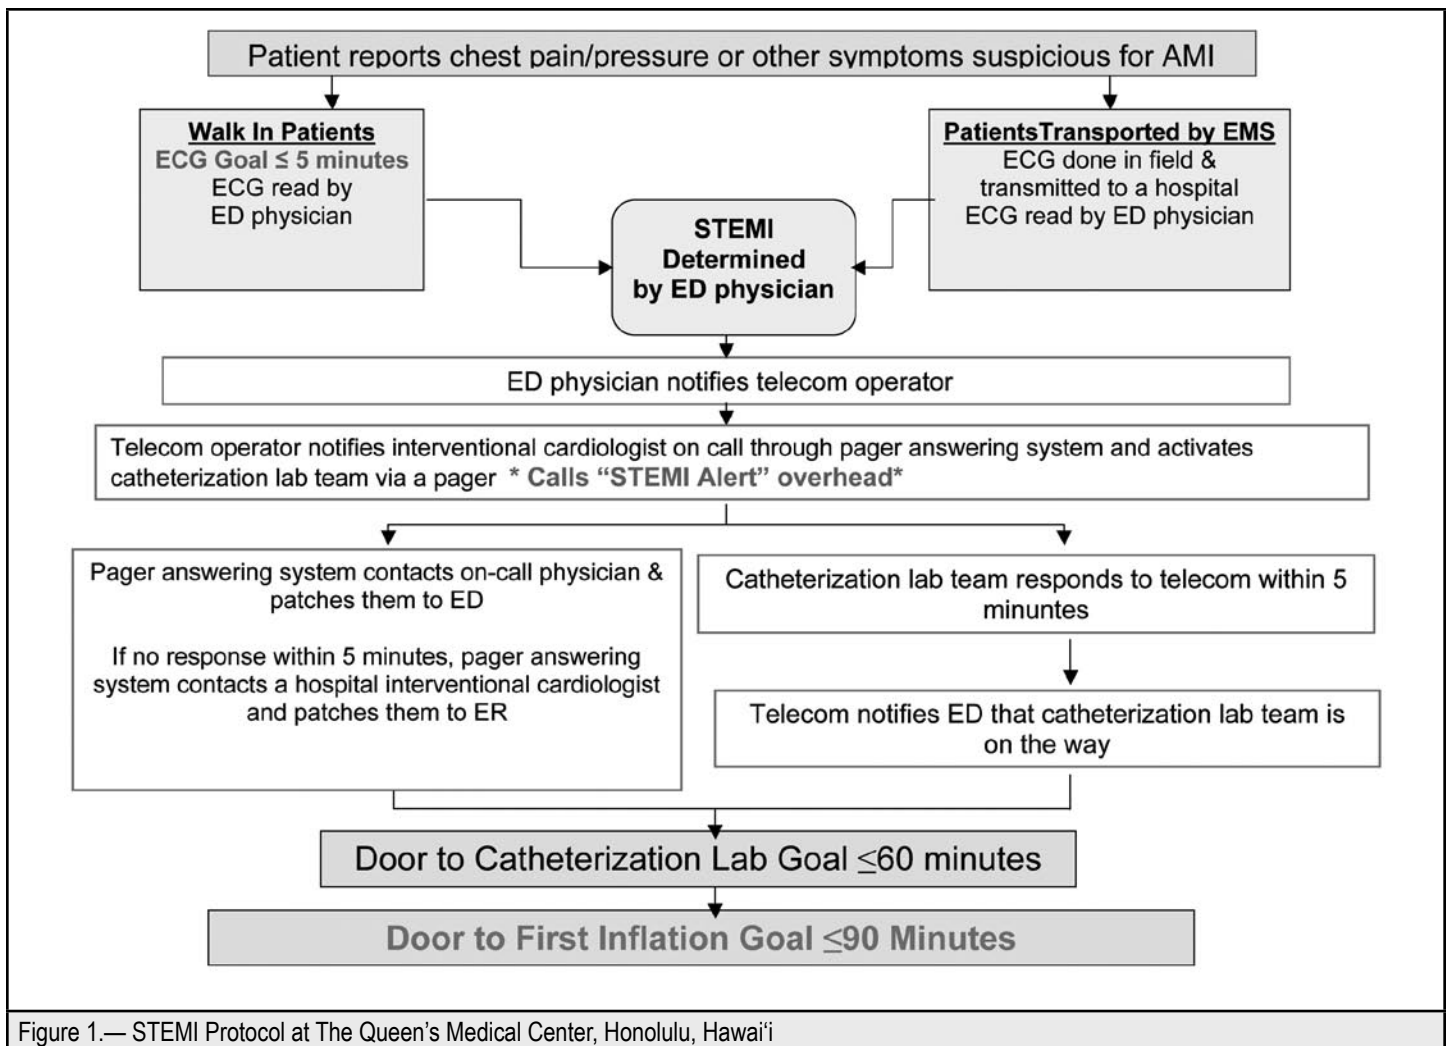 Patient reports chest pain/pressure or other symptoms suspicious for AMI
Walk In Patients
ECG Goal ≤ 5 minutes
ECG read by
ED physician
PatientsTransported by EMS
ECG done in field &
transmitted to a hospital
ECG read by ED physician
STEMI
Determined
by ED physician
ED physician notifies telecom operator
Telecom operator notifies interventional cardiologist on call through pager answering system and activates
catheterization lab team via a pager * Calls “STEMI Alert” overhead*
Pager answering system contacts on-call physician &
patches them to ED
If no response within 5 minutes, pager answering
system contacts a hospital interventional cardiologist
and patches them to ER
Catheterization lab team responds to telecom within 5
minuntes
Telecom notifies ED that catheterization lab team is
on the way
Door to Catheterization Lab Goal ≤60 minutes
Door to First Inflation Goal ≤90 Minutes
Figure 1.— STEMI Protocol at The Queen’s Medical Center, Honolulu, Hawai‘i